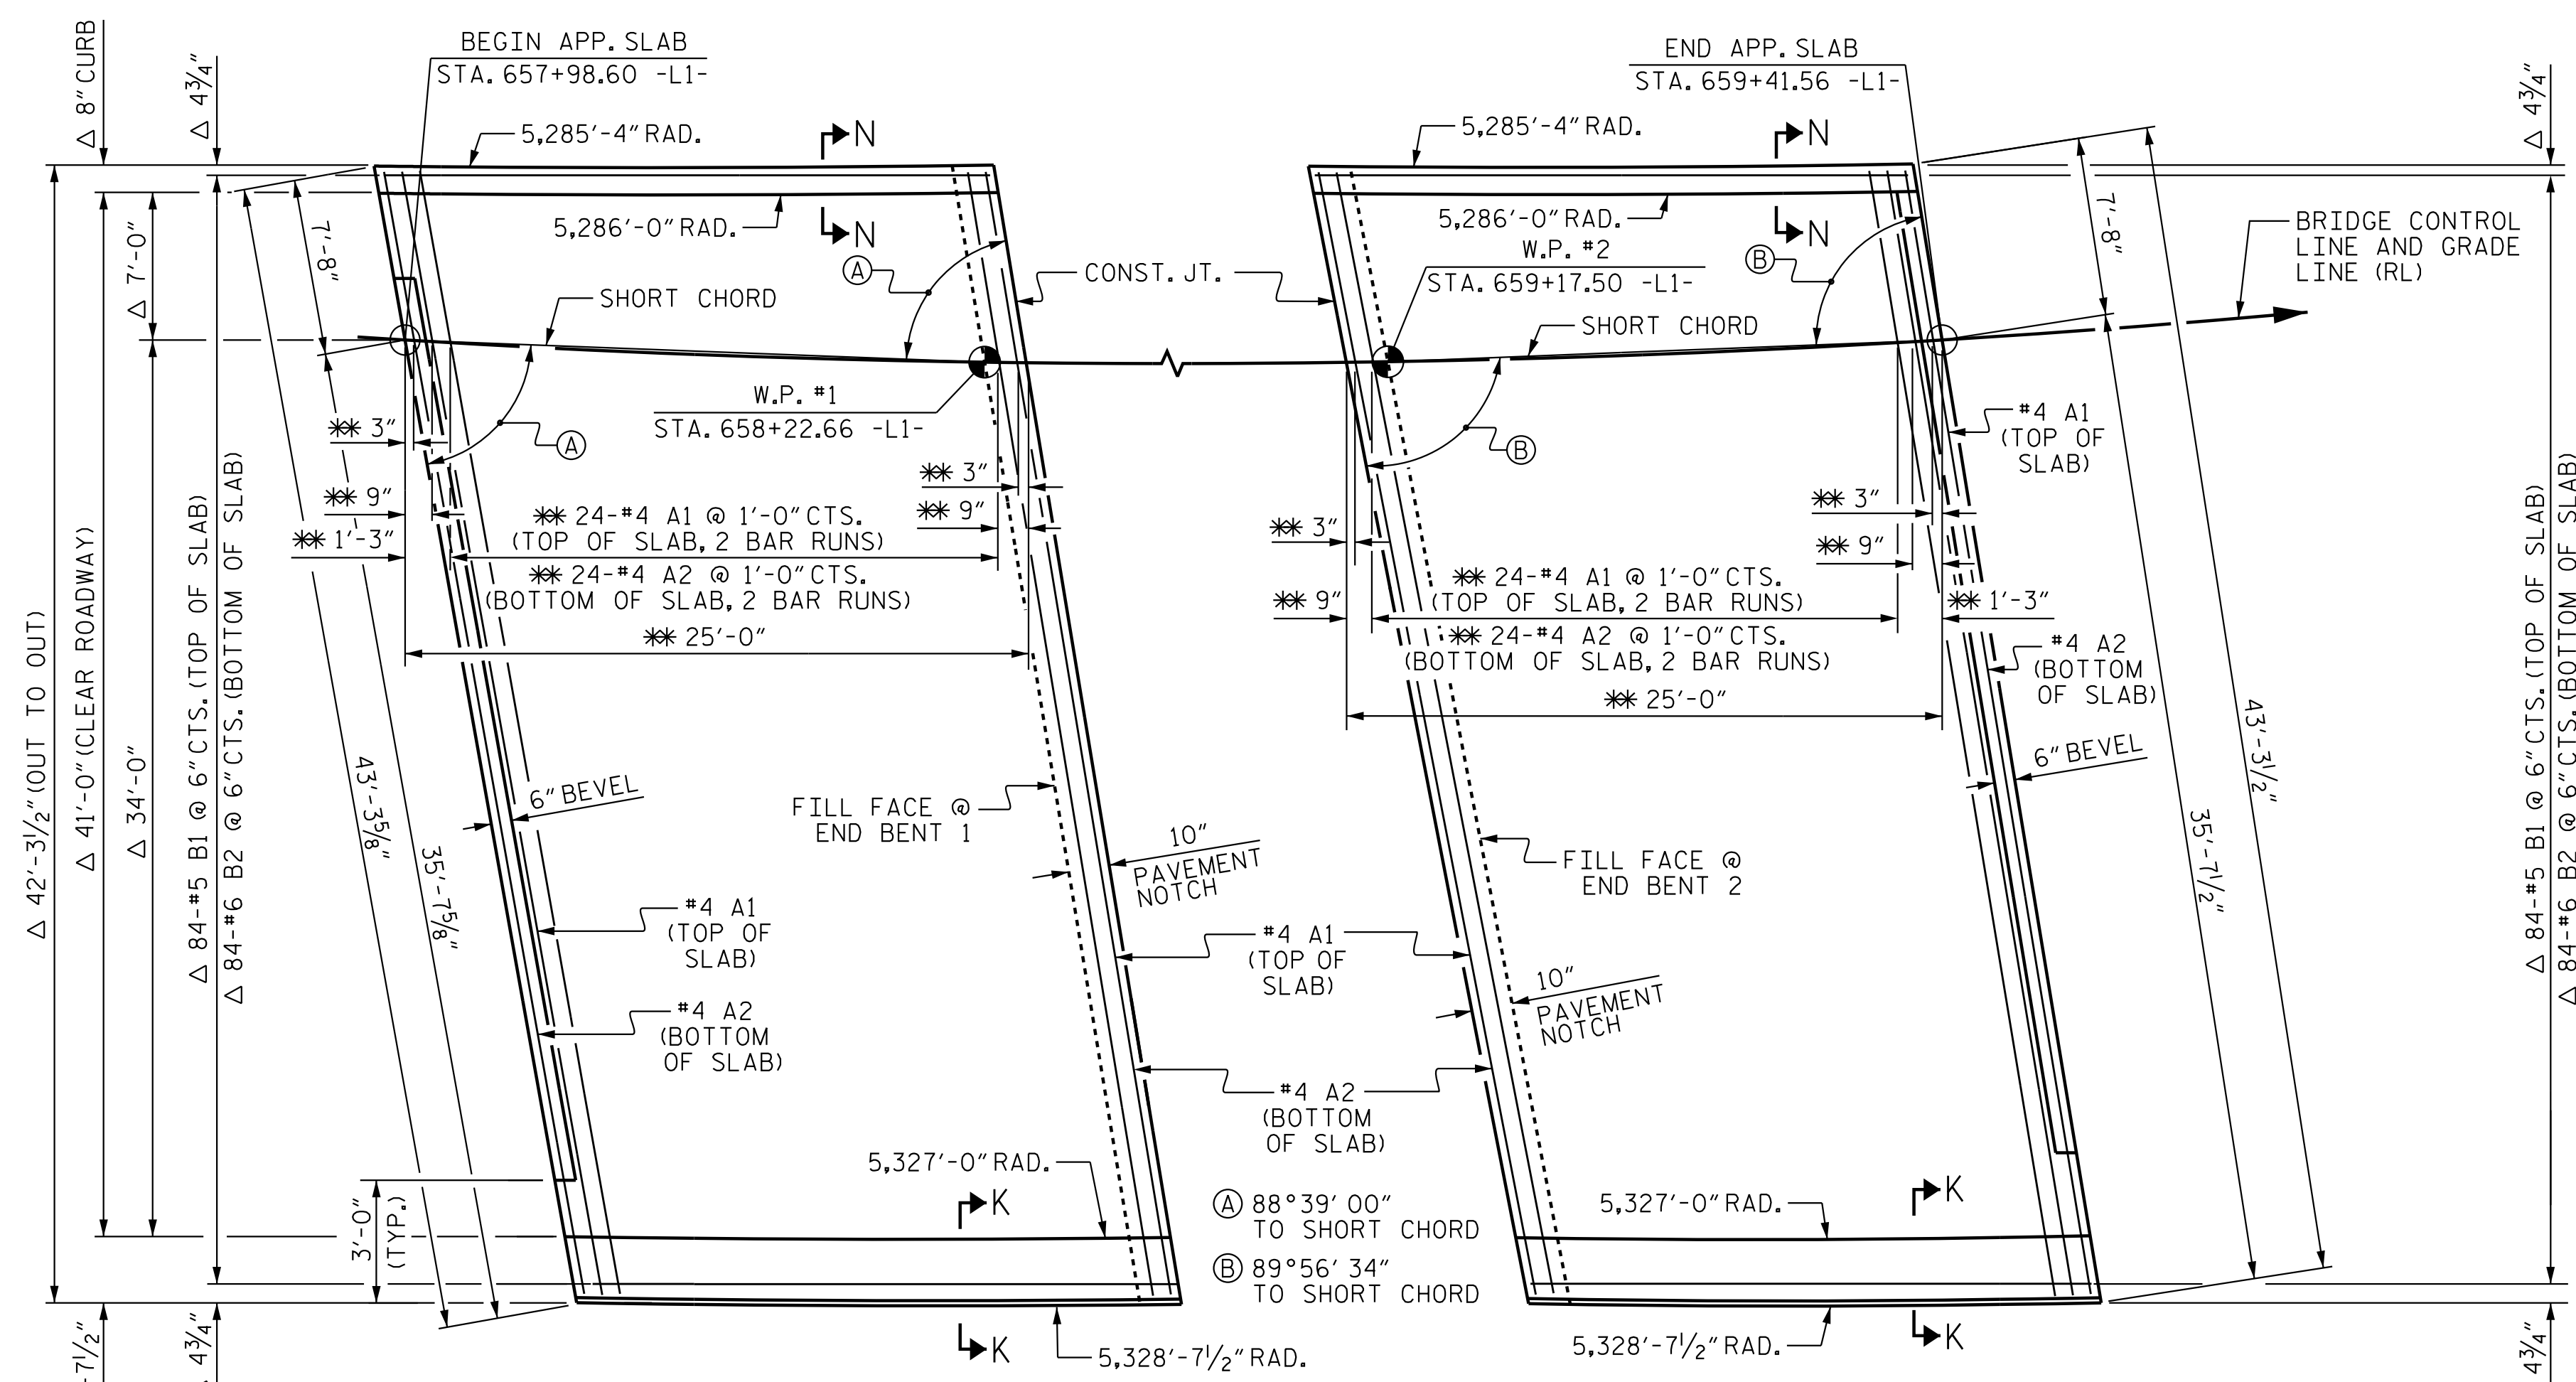 △ 8" CURB
△ 4¾"
BEGIN APP. SLAB
STA. 657+98.60 -L1-
5,285'-4" RAD.
N
5,286'-0" RAD.
N
END APP. SLAB
STA. 659+41.56 -L1-
5,285'-4" RAD.
N
5,286'-0" RAD.
N
△ 4¾"
W.P. #2
STA. 659+17.50 -L1-
BRIDGE CONTROL
LINE AND GRADE
LINE (RL)
7'-8"
7'-8"
△ 7'-0"
A
B
CONST. JT.
SHORT CHORD
SHORT CHORD
W.P. #1
STA. 658+22.66 -L1-
A
B
#4 A1
(TOP OF
SLAB)
** 3"
** 9"
** 1'-3"
** 24-#4 A1 @ 1'-0" CTS.
(TOP OF SLAB, 2 BAR RUNS)
** 24-#4 A2 @ 1'-0" CTS.
(BOTTOM OF SLAB, 2 BAR RUNS)
** 25'-0"
** 3"
** 9"
** 3"
** 9"
** 24-#4 A1 @ 1'-0" CTS.
(TOP OF SLAB, 2 BAR RUNS)
** 24-#4 A2 @ 1'-0" CTS.
(BOTTOM OF SLAB, 2 BAR RUNS)
** 25'-0"
** 3"
** 9"
** 1'-3"
#4 A2
(BOTTOM
OF SLAB)
6" BEVEL
△ 42'-3½" (OUT TO OUT)
△ 41'-0" (CLEAR ROADWAY)
△ 34'-0"
△ 84-#5 B1 @ 6" CTS. (TOP OF SLAB)
△ 84-#6 B2 @ 6" CTS. (BOTTOM OF SLAB)
43'-3⅝"
35'-7⅝"
6" BEVEL
FILL FACE @
END BENT 1
10"
PAVEMENT
NOTCH
FILL FACE @
END BENT 2
10"
PAVEMENT
NOTCH
35'-7½"
43'-3½"
△ 84-#5 B1 @ 6" CTS. (TOP OF SLAB)
△ 84-#6 B2 @ 6" CTS. (BOTTOM OF SLAB)
#4 A1
(TOP OF
SLAB)
#4 A2
(BOTTOM
OF SLAB)
#4 A1
(TOP OF
SLAB)
#4 A2
(BOTTOM
OF SLAB)
3'-0"
(TYP.)
5,327'-0" RAD.
K
K
5,328'-7½" RAD.
A 88°39'00"
TO SHORT CHORD
B 89°56'34"
TO SHORT CHORD
5,327'-0" RAD.
K
K
5,328'-7½" RAD.
-7½"
4¾"
4¾"